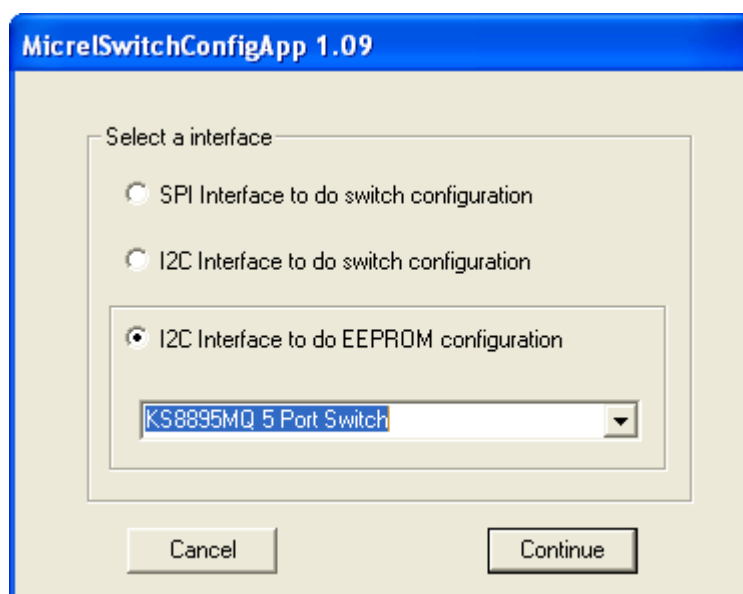 MicrelSwitchConfigApp 1.09
Select a interface
SPI Interface to do switch configuration
I2C Interface to do switch configuration
I2C Interface to do EEPROM configuration
KS8895MQ 5 Port Switch
Cancel Continue